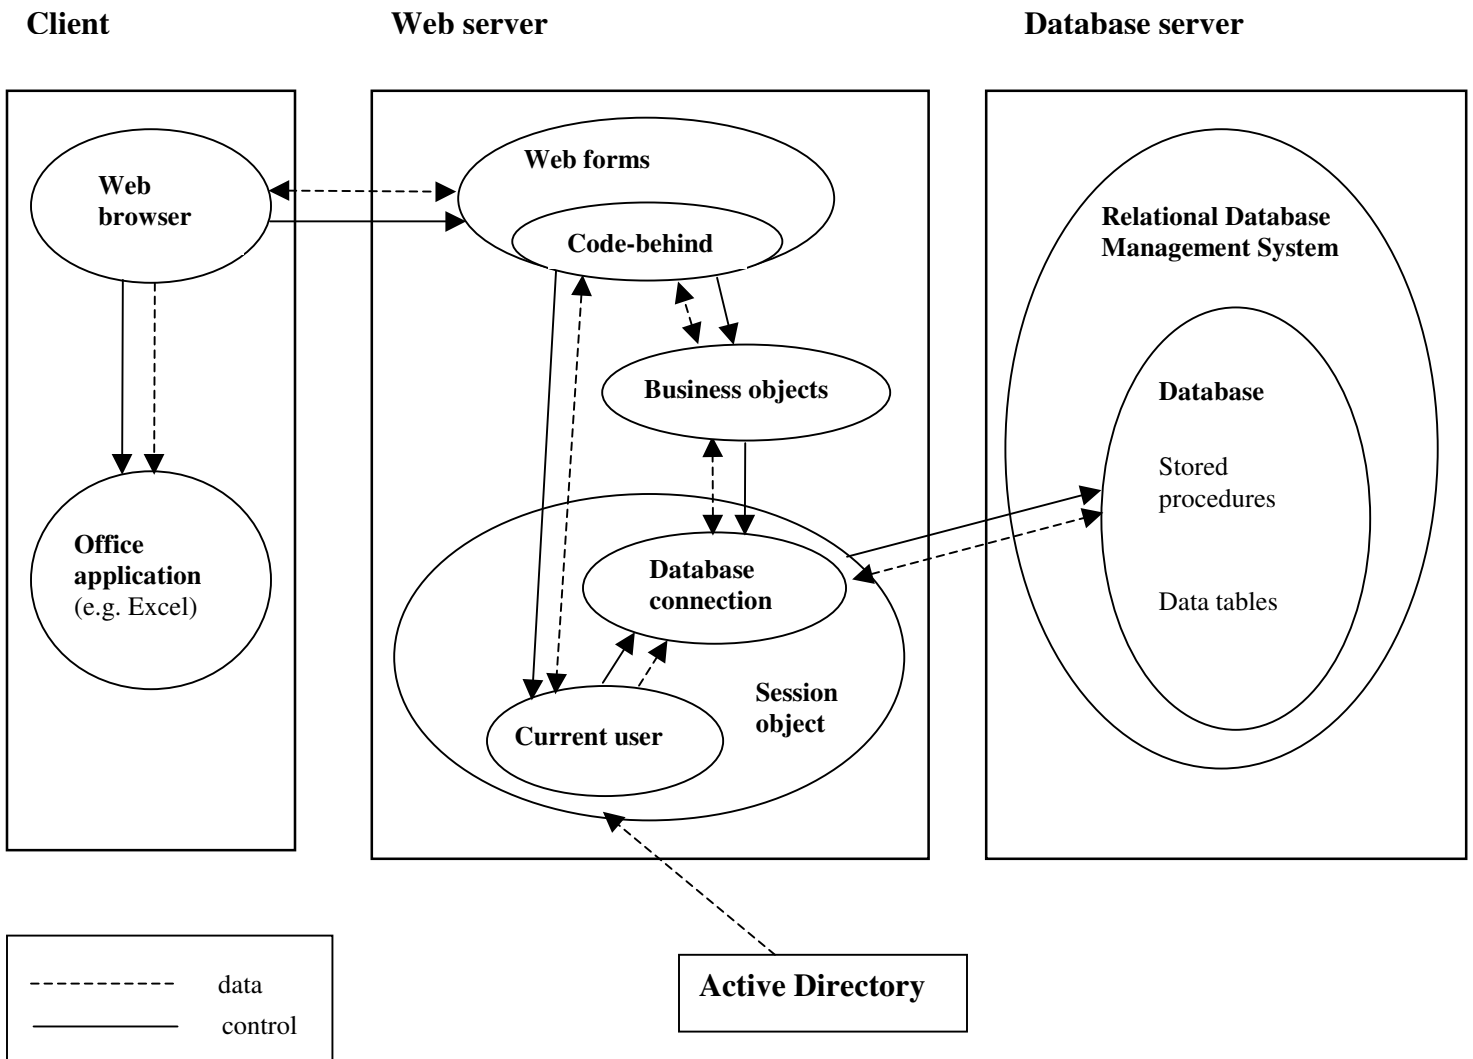 Client
Web server
Database server
Web
browser
Office
application
(e.g. Excel)
Web forms
Code-behind
Business objects
Database
connection
Session
object
Current user
Relational Database
Management System
Database
Stored
procedures
Data tables
data
control
Active Directory